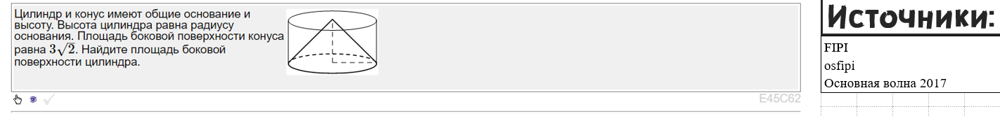 Цилиндр и конус имеют общие основание и
высоту. Высота цилиндра равна радиусу
основания. Площадь боковой поверхности конуса
равна 3√2. Найдите площадь боковой
поверхности цилиндра.
E45C62
Источники:
FIPI
osfipi
Основная волна 2017